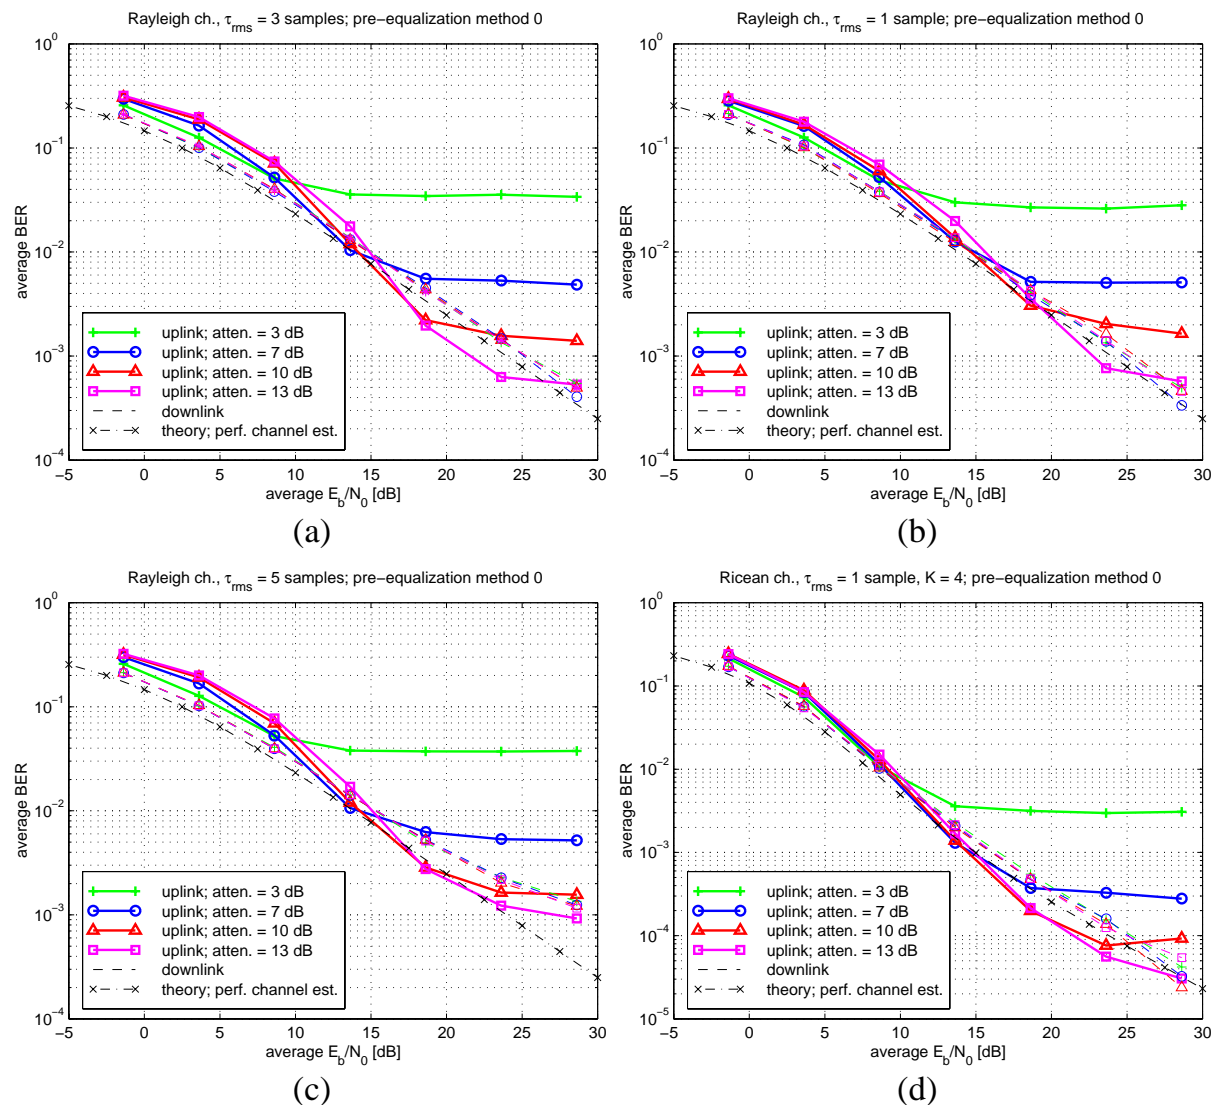 Rayleigh ch., τrms = 3 samples; pre-equalization method 0
10^0
10^-1
10^-2
10^-3
10^-4
average BER
uplink; atten. = 3 dB
uplink; atten. = 7 dB
uplink; atten. = 10 dB
uplink; atten. = 13 dB
downlink
theory; perf. channel est.
-5 0 5 10 15 20 25 30
average Eb/N0 [dB]
(a)
Rayleigh ch., τrms = 1 sample; pre-equalization method 0
10^0
10^-1
10^-2
10^-3
10^-4
average BER
uplink; atten. = 3 dB
uplink; atten. = 7 dB
uplink; atten. = 10 dB
uplink; atten. = 13 dB
downlink
theory; perf. channel est.
-5 0 5 10 15 20 25 30
average Eb/N0 [dB]
(b)
Rayleigh ch., τrms = 5 samples; pre-equalization method 0
10^0
10^-1
10^-2
10^-3
10^-4
average BER
uplink; atten. = 3 dB
uplink; atten. = 7 dB
uplink; atten. = 10 dB
uplink; atten. = 13 dB
downlink
theory; perf. channel est.
-5 0 5 10 15 20 25 30
average Eb/N0 [dB]
(c)
Ricean ch., τrms = 1 sample, K = 4; pre-equalization method 0
10^0
10^-1
10^-2
10^-3
10^-4
10^-5
average BER
uplink; atten. = 3 dB
uplink; atten. = 7 dB
uplink; atten. = 10 dB
uplink; atten. = 13 dB
downlink
theory; perf. channel est.
-5 0 5 10 15 20 25 30
average Eb/N0 [dB]
(d)